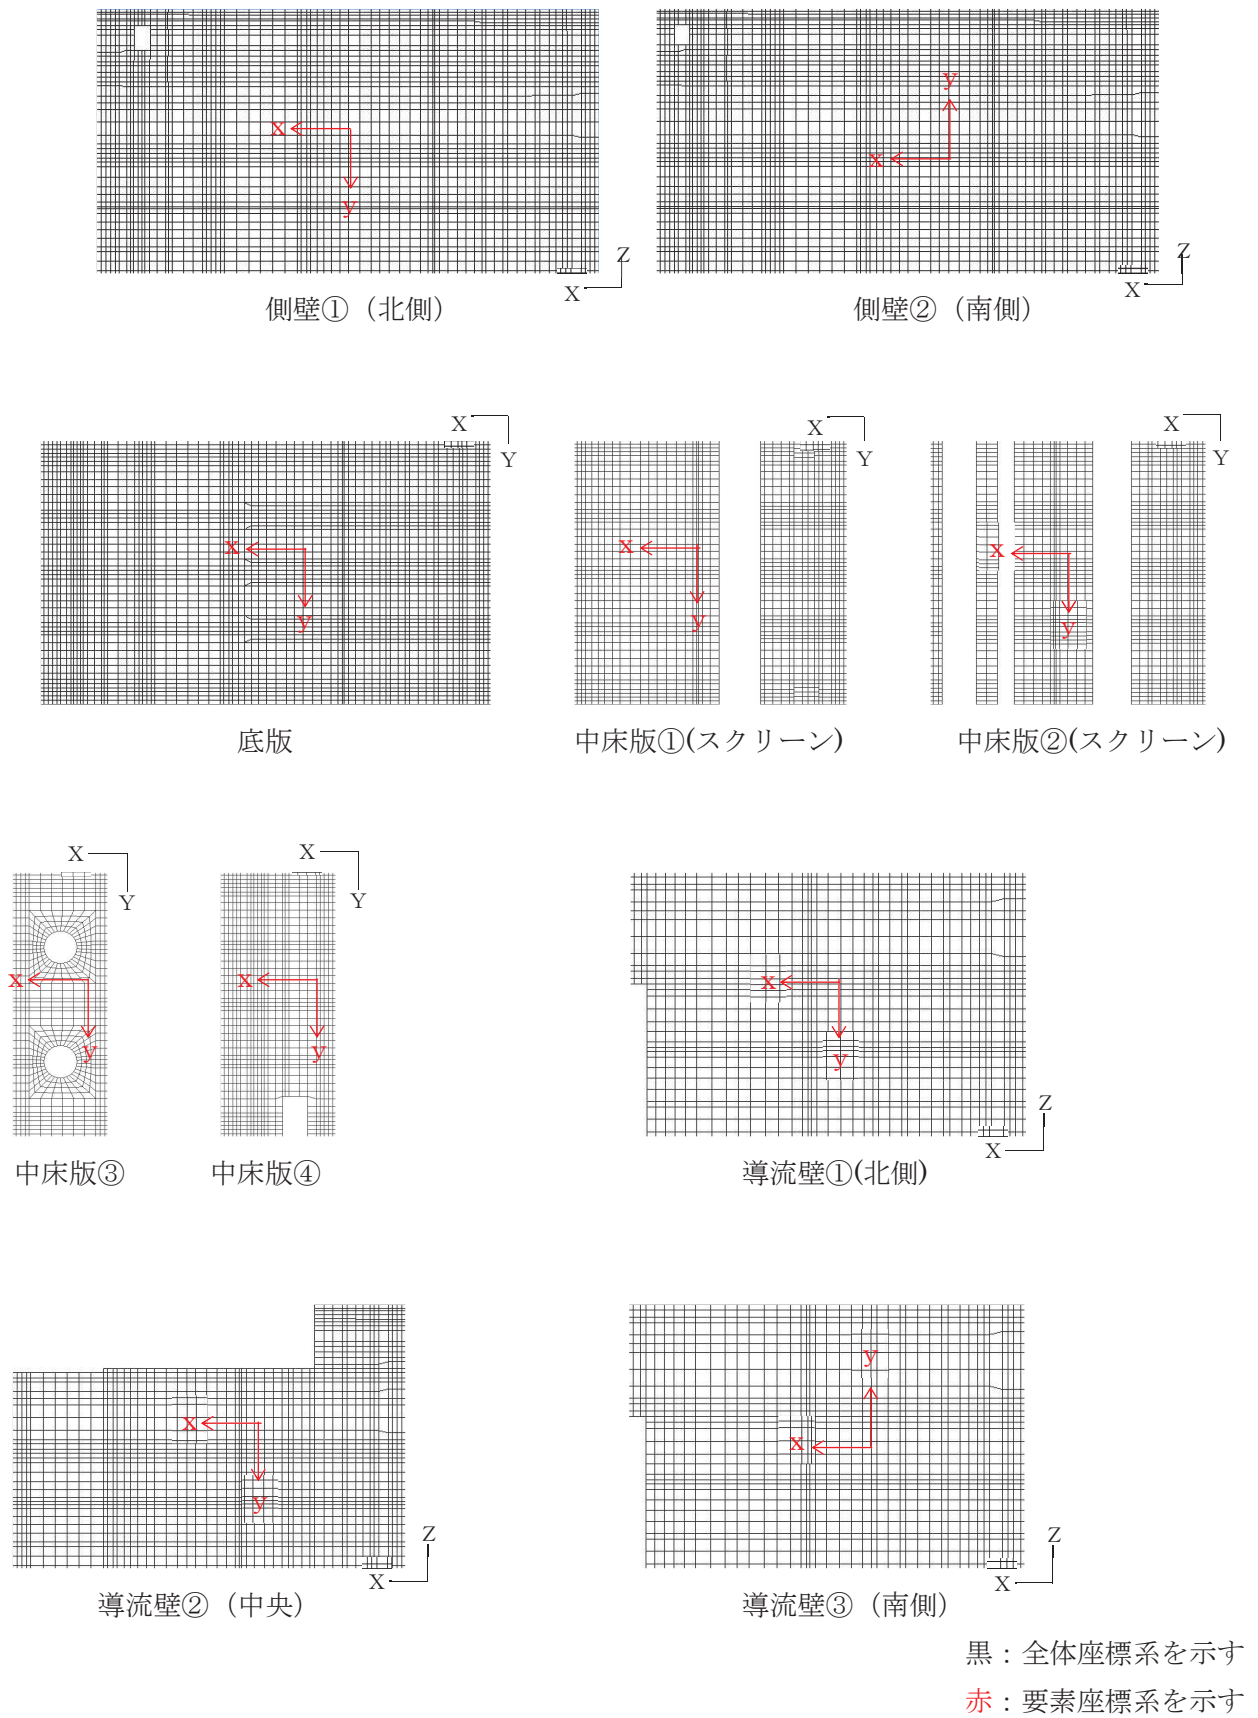 x
y
Z
X
側壁①（北側）
y
x
Z
X
側壁②（南側）
X
Y
x
y
底版
X
Y
x
y
中床版①(スクリーン)
X
Y
x
y
中床版②(スクリーン)
X
Y
x
y
中床版③
X
Y
x
y
中床版④
x
y
Z
X
導流壁①(北側)
x
y
Z
X
導流壁②（中央）
y
x
Z
X
導流壁③（南側）
黒：全体座標系を示す
赤：要素座標系を示す